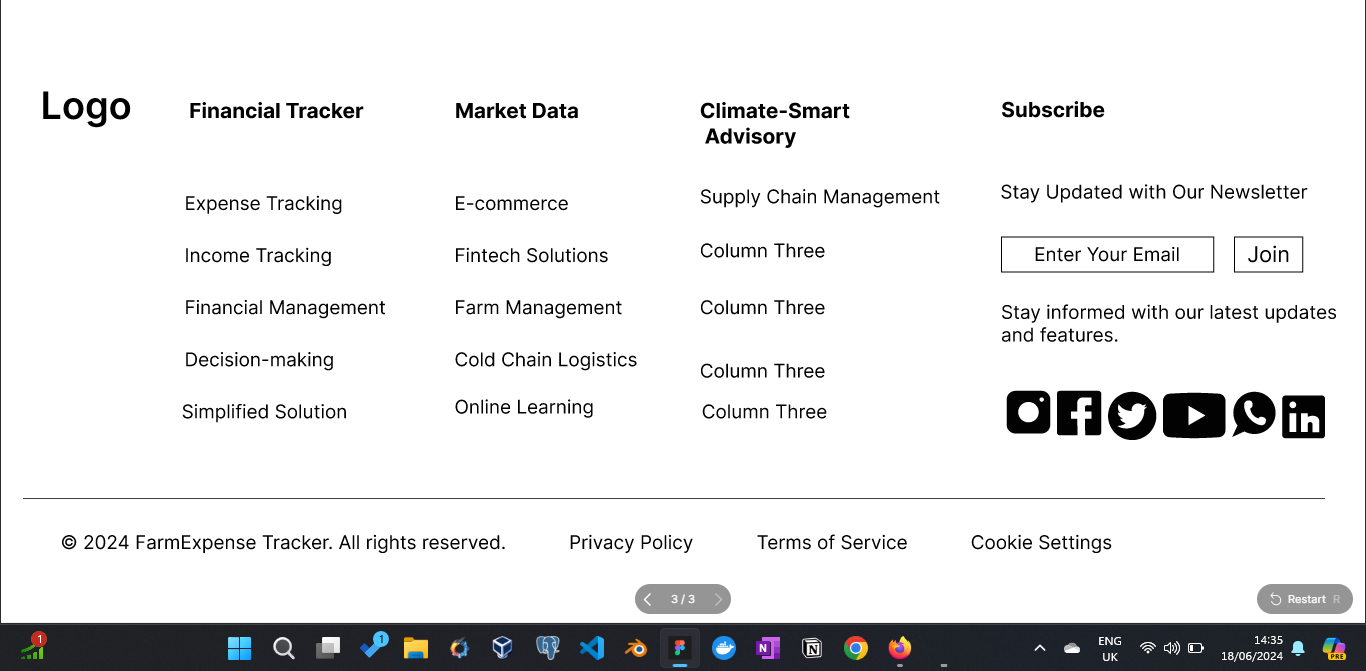 Logo
Financial Tracker
Expense Tracking
Income Tracking
Financial Management
Decision-making
Simplified Solution
Market Data
E-commerce
Fintech Solutions
Farm Management
Cold Chain Logistics
Online Learning
Climate-Smart
Advisory
Supply Chain Management
Column Three
Column Three
Column Three
Column Three
Subscribe
Stay Updated with Our Newsletter
Enter Your Email
Join
Stay informed with our latest updates
and features.
in
© 2024 FarmExpense Tracker. All rights reserved.
Privacy Policy
Terms of Service
Cookie Settings
3 / 3
Restart R
1
1
N
N
ENG
UK
14:35
18/06/2024
PRE